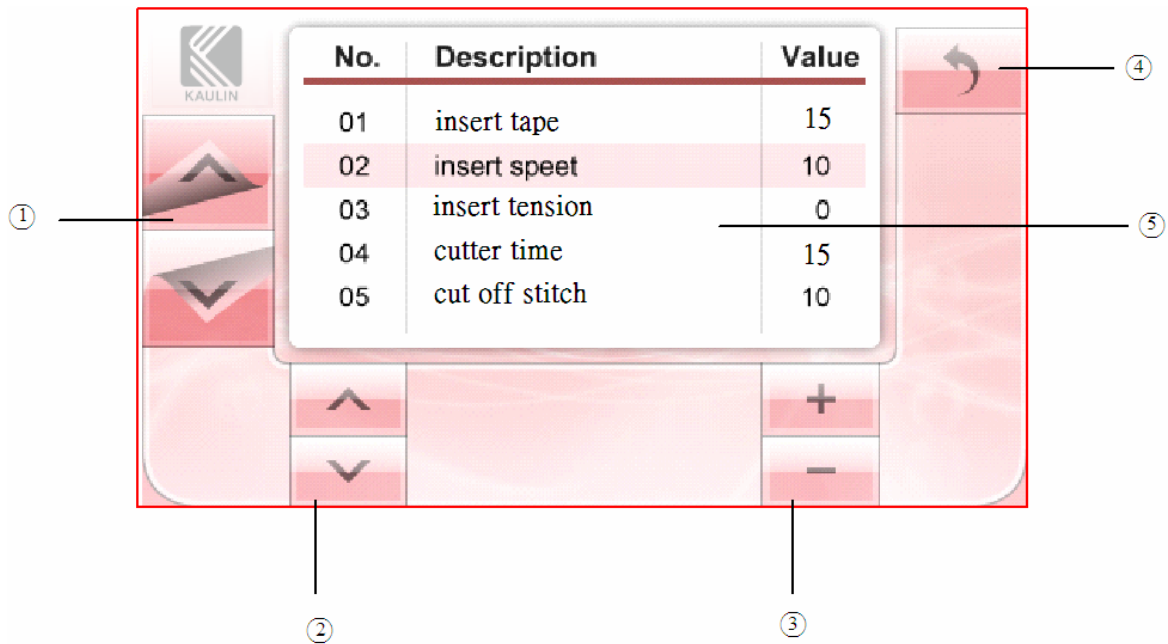 KAULIN
No. Description Value
01 insert tape 15
02 insert speet 10
03 insert tension 0
04 cutter time 15
05 cut off stitch 10
+
−
①
②
③
④
⑤